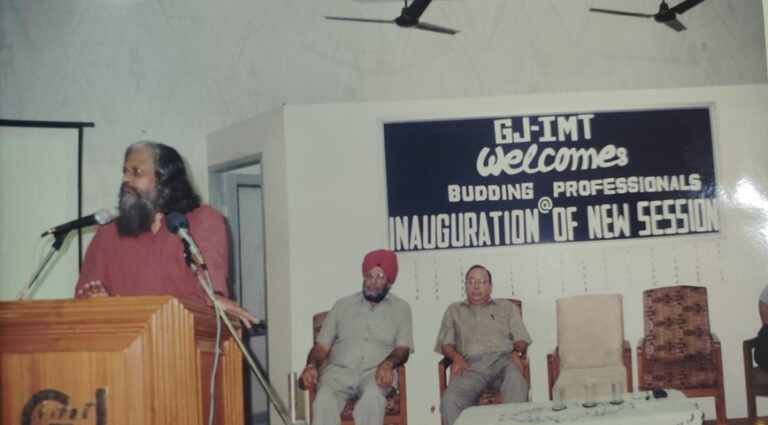 GJ-IMT
Welcomes
BUDDING PROFESSIONALS
@
INAUGURATION OF NEW SESSION